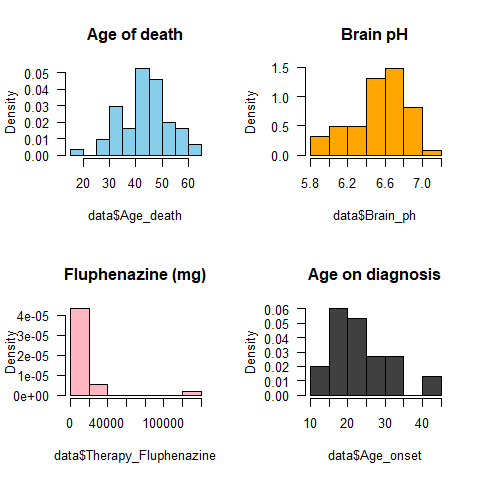 Age of death
Density
0.00 0.01 0.02 0.03 0.04 0.05
20 30 40 50 60
data$Age_death
Brain pH
Density
0.0 0.5 1.0 1.5
5.8 6.2 6.6 7.0
data$Brain_ph
Fluphenazine (mg)
Density
0e+00 1e-05 2e-05 3e-05 4e-05
0 40000 100000
data$Therapy_Fluphenazine
Age on diagnosis
Density
0.00 0.01 0.02 0.03 0.04 0.05 0.06
10 20 30 40
data$Age_onset